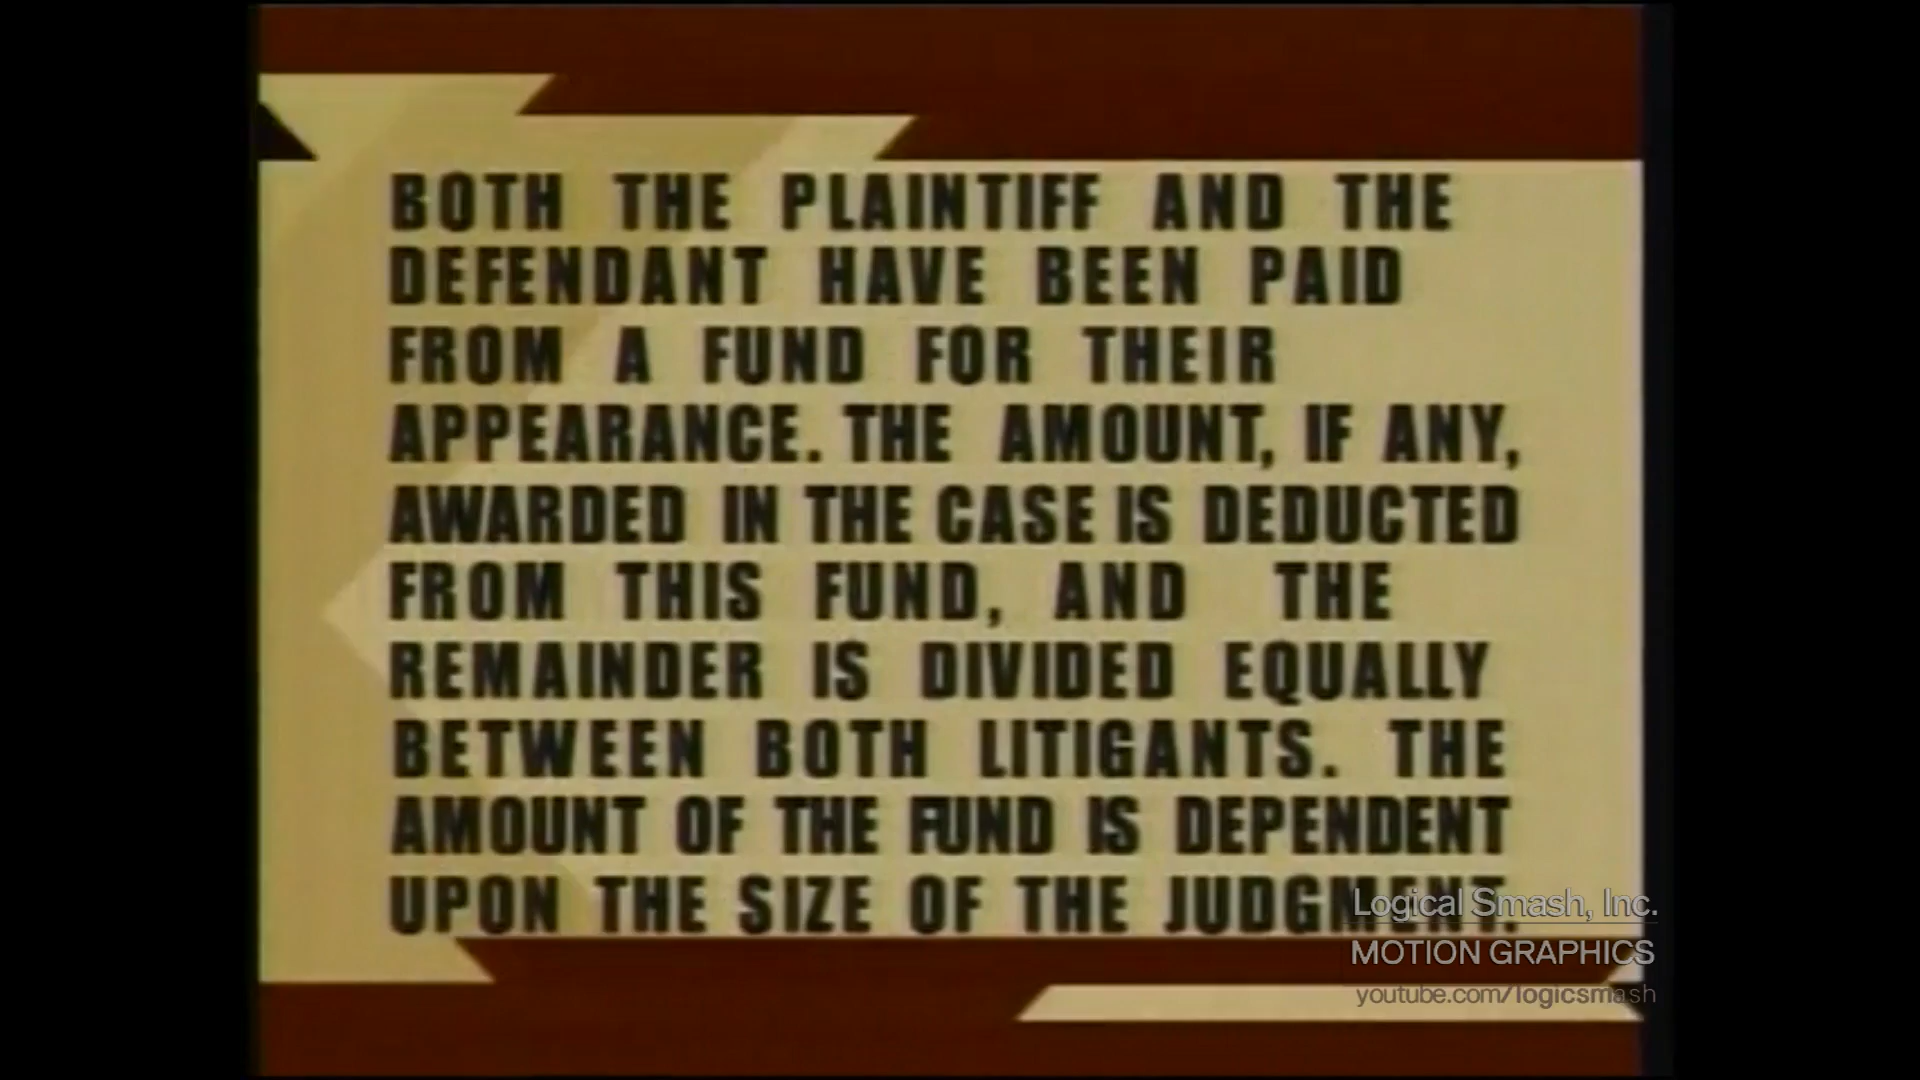 BOTH THE PLAINTIFF AND THE
DEFENDANT HAVE BEEN PAID
FROM A FUND FOR THEIR
APPEARANCE. THE AMOUNT, IF ANY,
AWARDED IN THE CASE IS DEDUCTED
FROM THIS FUND, AND THE
REMAINDER IS DIVIDED EQUALLY
BETWEEN BOTH LITIGANTS. THE
AMOUNT OF THE FUND IS DEPENDENT
UPON THE SIZE OF THE JUDGMENT.
Logical Smash, Inc.
MOTION GRAPHICS
youtube.com/logicsmash